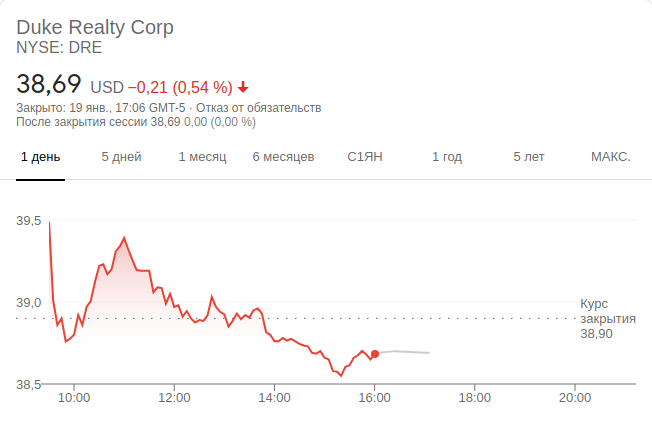 Duke Realty Corp
NYSE: DRE
38,69 USD −0,21 (0,54 %)
Закрыто: 19 янв., 17:06 GMT-5 · Отказ от обязательств
После закрытия сессии 38,69 0,00 (0,00 %)
1 день 5 дней 1 месяц 6 месяцев С1ЯН 1 год 5 лет МАКС.
39,5
39,0
38,5
Курс
закрытия
38,90
10:00 12:00 14:00 16:00 18:00 20:00